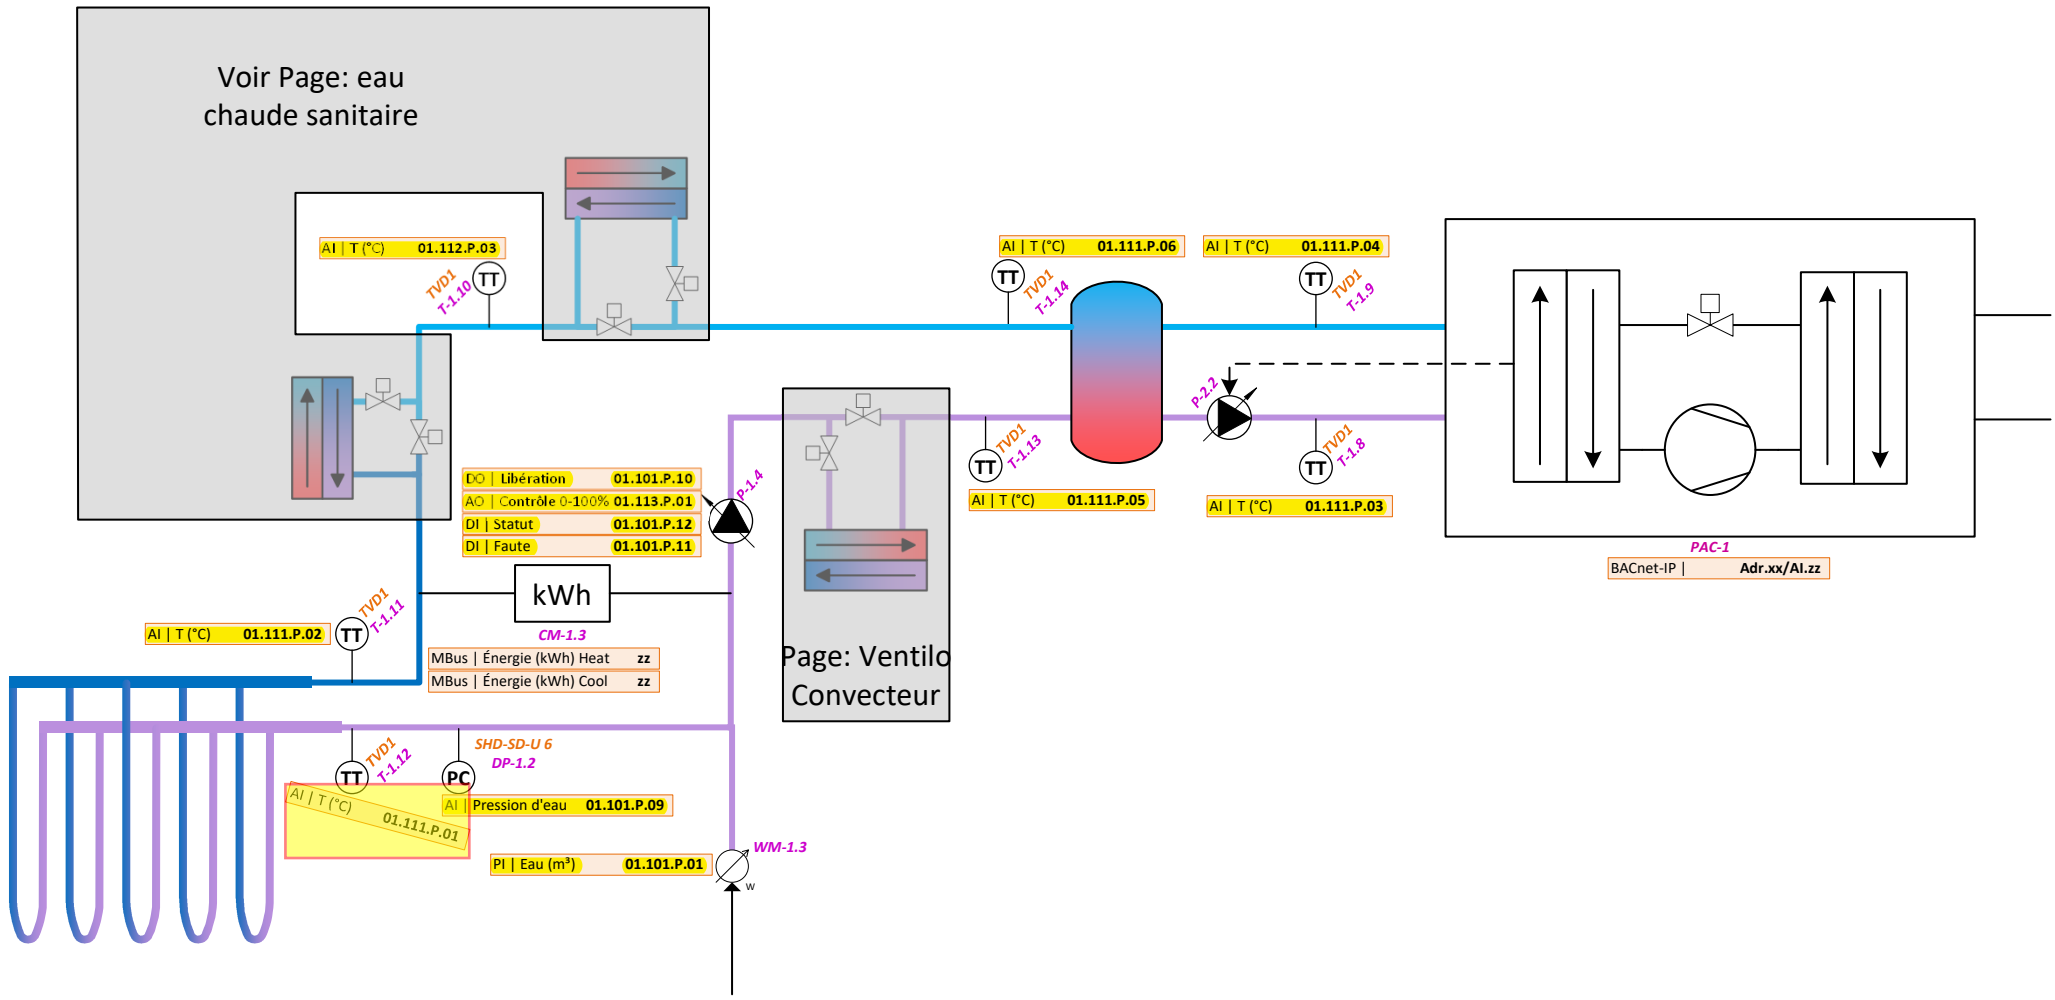 Voir Page: eau
chaude sanitaire
AI | T (°C) 01.112.P.03
TT
TVD1
T-1.10
AI | T (°C) 01.111.P.06
TT
TVD1
T-1.14
AI | T (°C) 01.111.P.04
TT
TVD1
T-1.9
P-2.2
TT
TVD1
T-1.13
AI | T (°C) 01.111.P.05
TT
TVD1
T-1.8
AI | T (°C) 01.111.P.03
PAC-1
BACnet-IP | Adr.xx/AI.zz
DO | Libération 01.101.P.10
AO | Contrôle 0-100% 01.113.P.01
DI | Statut 01.101.P.12
DI | Faute 01.101.P.11
P-1.4
kWh
CM-1.3
MBus | Énergie (kWh) Heat zz
MBus | Énergie (kWh) Cool zz
AI | T (°C) 01.111.P.02
TT
TVD1
T-1.11
Page: Ventilo
Convecteur
TT
TVD1
T-1.12
AI | T (°C) 01.111.P.01
PC
SHD-SD-U 6
DP-1.2
AI | Pression d'eau 01.101.P.09
PI | Eau (m³) 01.101.P.01
WM-1.3
W